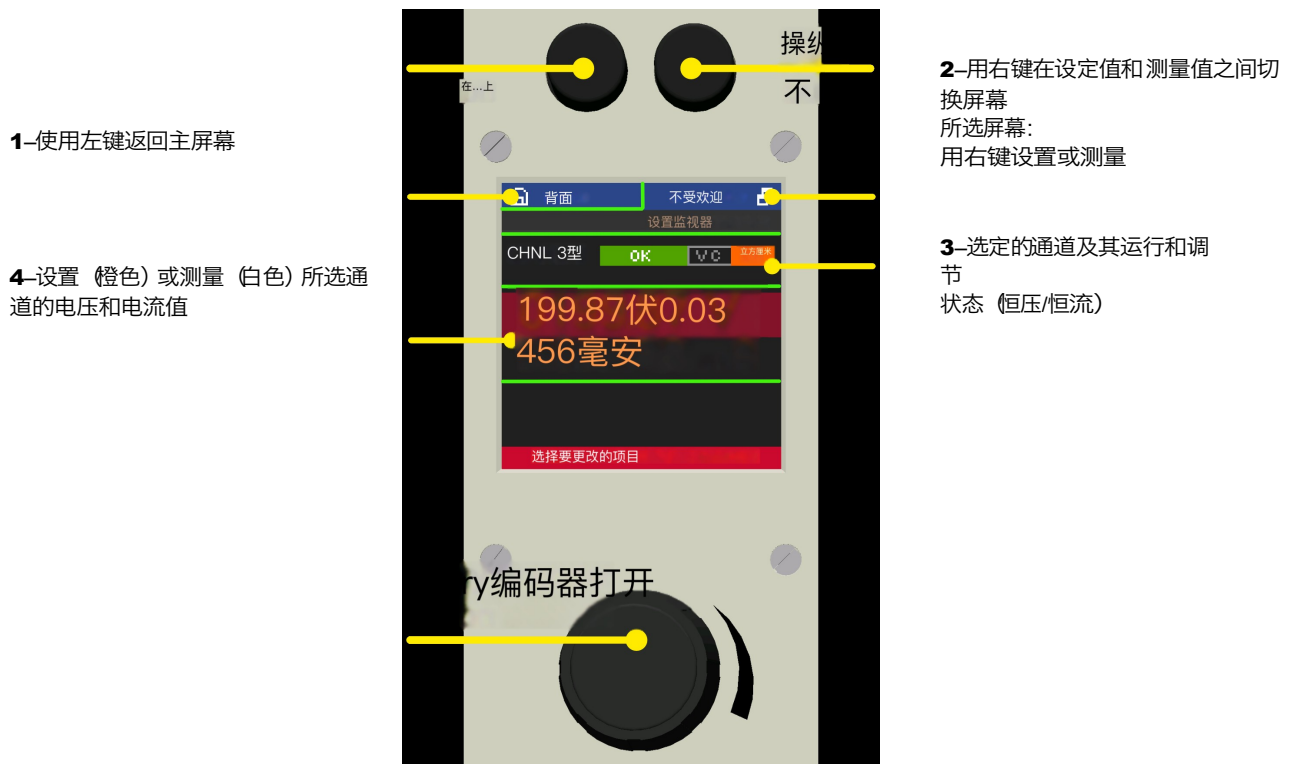 操纵
不
在...上
1–使用左键返回主屏幕
2–用右键在设定值和测量值之间切
换屏幕
所选屏幕:
用右键设置或测量
背面
不受欢迎
设置监视器
CHNL 3型
OK
VC
立方厘米
3–选定的通道及其运行和调
节
状态（恒压/恒流）
4–设置（橙色）或测量（白色）所选通
道的电压和电流值
199.87伏0.03
456毫安
选择要更改的项目
ry编码器打开